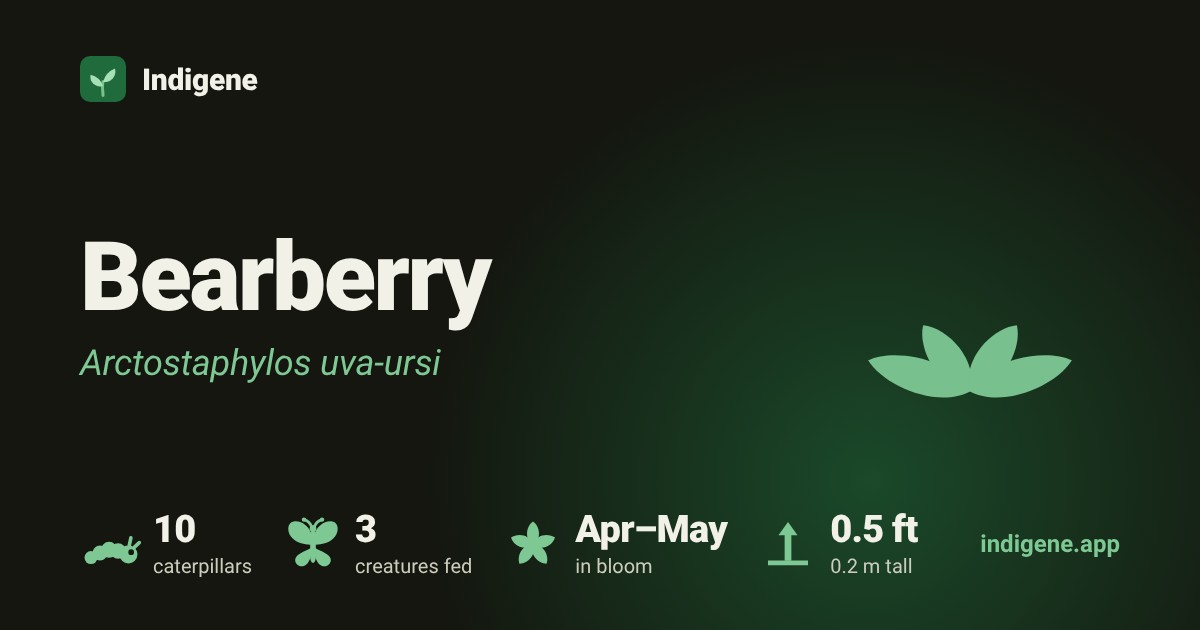 Indigene
Bearberry
Arctostaphylos uva-ursi
10
caterpillars
3
creatures fed
Apr–May
in bloom
0.5 ft
0.2 m tall
indigene.app